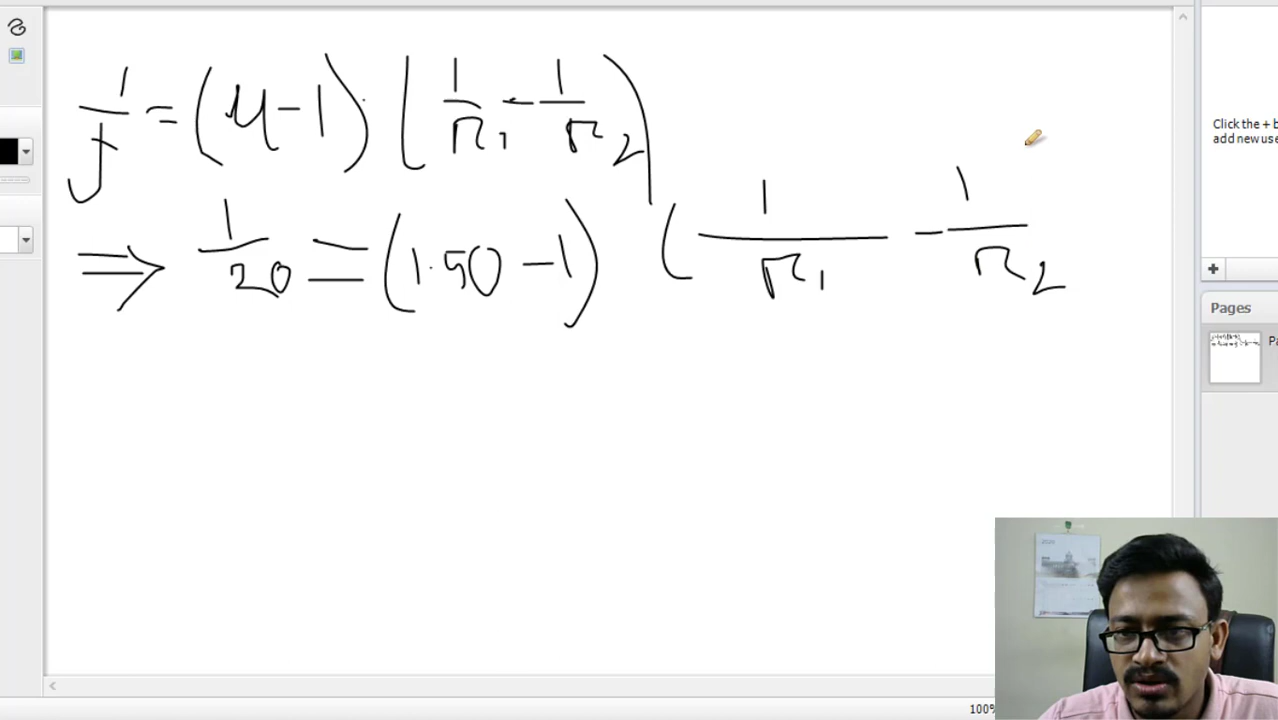 1/f = (μ-1)·(1/r₁ - 1/r₂)
⇒ 1/20 = (1.50-1) (1/r₁ - 1/r₂
Click the + b
add new use
Pages
Pa
100%